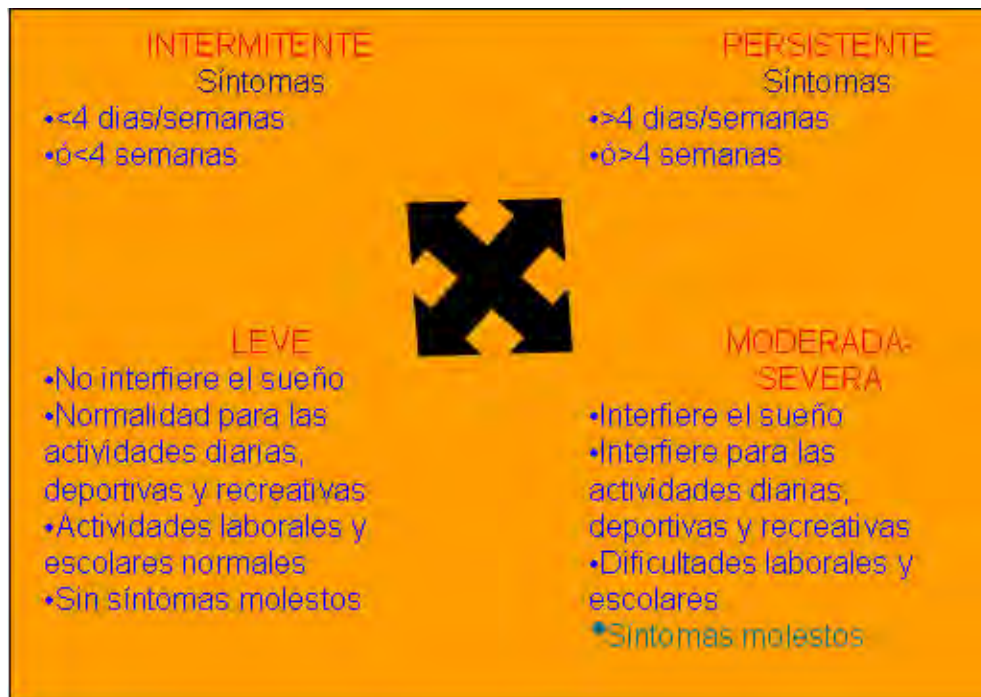 INTERMITENTE
Síntomas
•<4 dias/semanas
•ó<4 semanas
PERSISTENTE
Síntomas
•>4 dias/semanas
•ó>4 semanas
LEVE
•No interfiere el sueño
•Normalidad para las
actividades diarias,
deportivas y recreativas
•Actividades laborales y
escolares normales
•Sin síntomas molestos
MODERADA-
SEVERA
•Interfiere el sueño
•Interfiere para las
actividades diarias,
deportivas y recreativas
•Dificultades laborales y
escolares
•Síntomas molestos